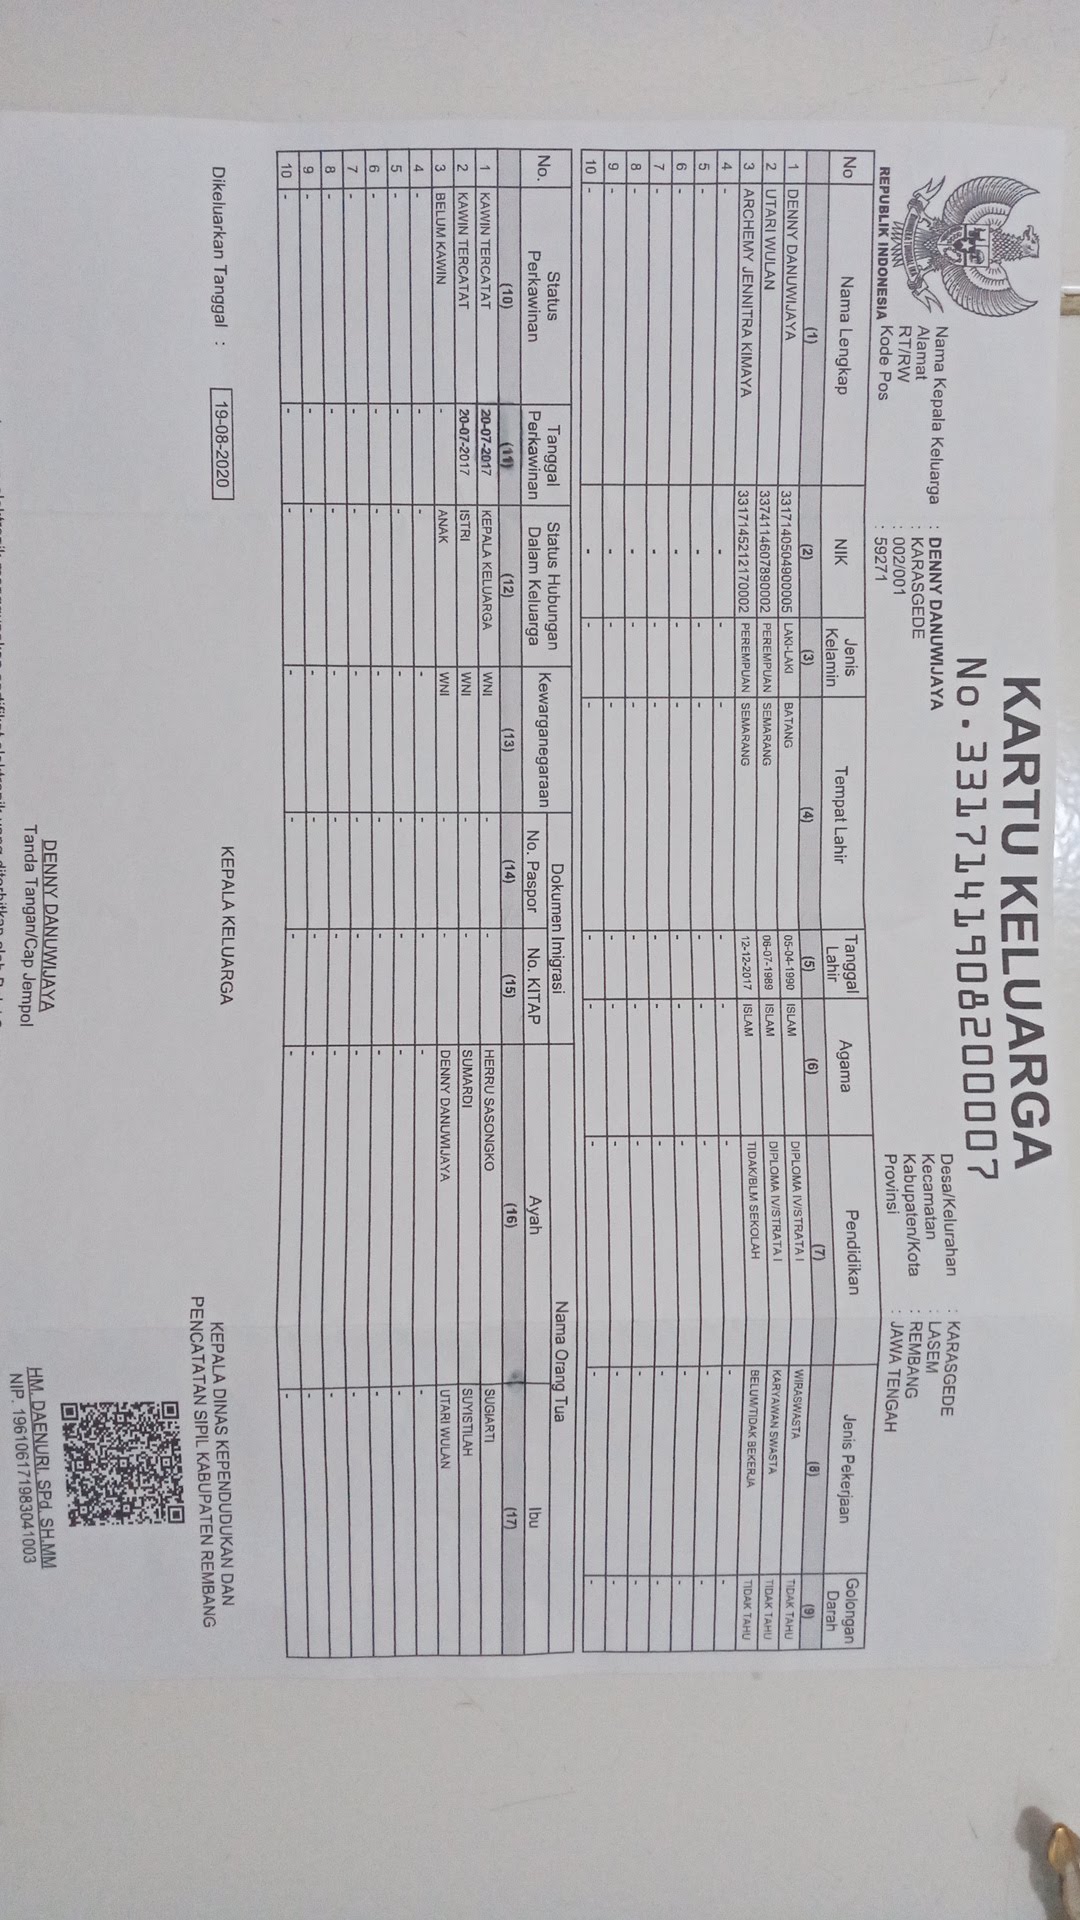 KARTU KELUARGA
No. 3317141908200007
REPUBLIK INDONESIA
Nama Kepala Keluarga : DENNY DANUWIJAYA
Alamat : KARASGEDE
RT/RW : 002/001
Kode Pos : 59271
Desa/Kelurahan : KARASGEDE
Kecamatan : LASEM
Kabupaten/Kota : REMBANG
Provinsi : JAWA TENGAH
No Nama Lengkap NIK Jenis Kelamin Tempat Lahir Tanggal Lahir Agama Pendidikan Jenis Pekerjaan Golongan Darah
(1) (2) (3) (4) (5) (6) (7) (8) (9)
1 DENNY DANUWIJAYA 3317140504900005 LAKI-LAKI BATANG 05-04-1990 ISLAM DIPLOMA IV/STRATA I WIRASWASTA TIDAK TAHU
2 UTARI WULAN 3374114607890002 PEREMPUAN SEMARANG 06-07-1989 ISLAM DIPLOMA IV/STRATA I KARYAWAN SWASTA TIDAK TAHU
3 ARCHEMY JENNITRA KIMAYA 3317145212170002 PEREMPUAN SEMARANG 12-12-2017 ISLAM TIDAK/BLM SEKOLAH BELUM/TIDAK BEKERJA TIDAK TAHU
4 - - - - - - - - -
5 - - - - - - - - -
6 - - - - - - - - -
7 - - - - - - - - -
8 - - - - - - - - -
9 - - - - - - - - -
10 - - - - - - - - -
No. Status Perkawinan Tanggal Perkawinan Status Hubungan Dalam Keluarga Kewarganegaraan Dokumen Imigrasi No. Paspor No. KITAP Nama Orang Tua Ayah Ibu
(10) (11) (12) (13) (14) (15) (16) (17)
1 KAWIN TERCATAT 20-07-2017 KEPALA KELUARGA WNI - - HERRU SASONGKO SUGIARTI
2 KAWIN TERCATAT 20-07-2017 ISTRI WNI - - SUMARDI SUYISTILAH
3 BELUM KAWIN - ANAK WNI - - DENNY DANUWIJAYA UTARI WULAN
4 - - - - - - - -
5 - - - - - - - -
6 - - - - - - - -
7 - - - - - - - -
8 - - - - - - - -
9 - - - - - - - -
10 - - - - - - - -
Dikeluarkan Tanggal : 19-08-2020
KEPALA KELUARGA
DENNY DANUWIJAYA
Tanda Tangan/Cap Jempol
KEPALA DINAS KEPENDUDUKAN DAN
PENCATATAN SIPIL KABUPATEN REMBANG
HM. DAENURI, SPd, SH,MM
NIP. 196106171983041003